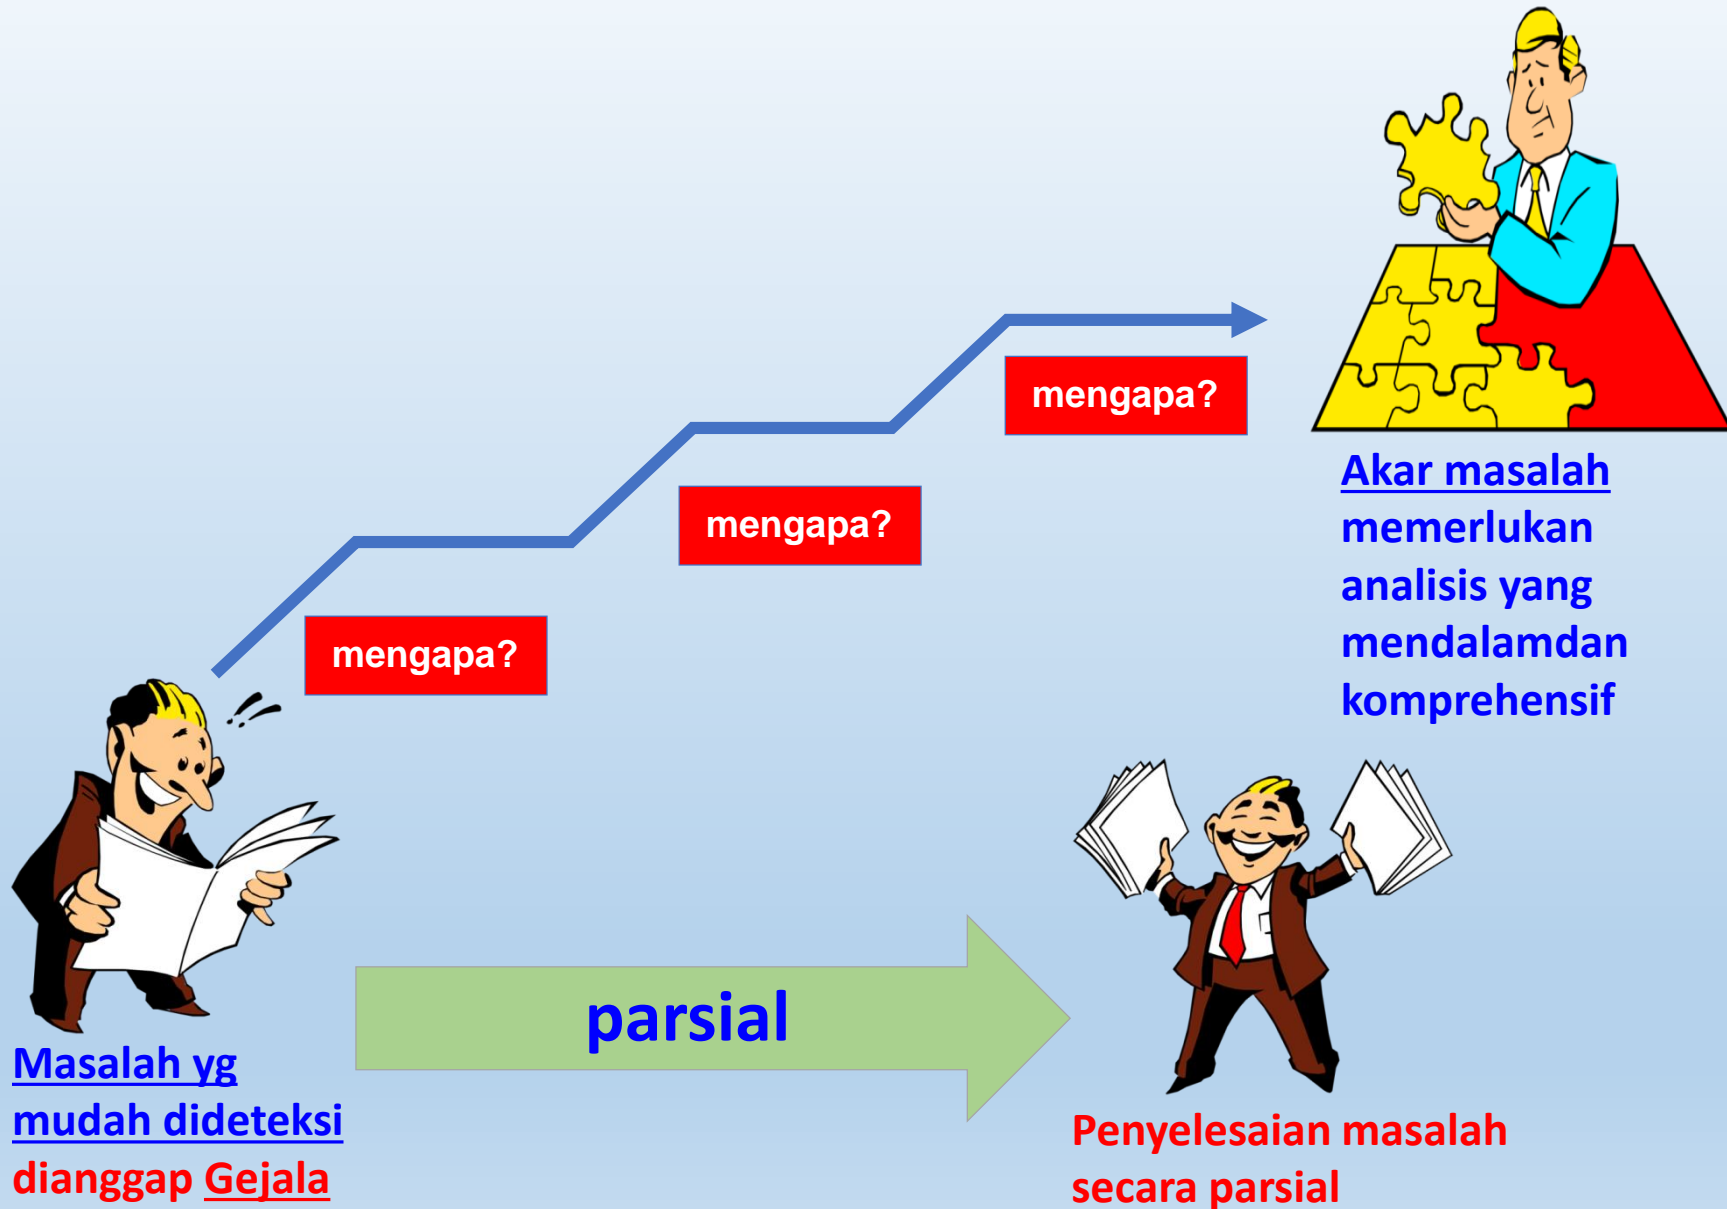 mengapa?
mengapa?
mengapa?
Akar masalah
memerlukan
analisis yang
mendalamdan
komprehensif
parsial
Masalah yg
mudah dideteksi
dianggap Gejala
Penyelesaian masalah
secara parsial